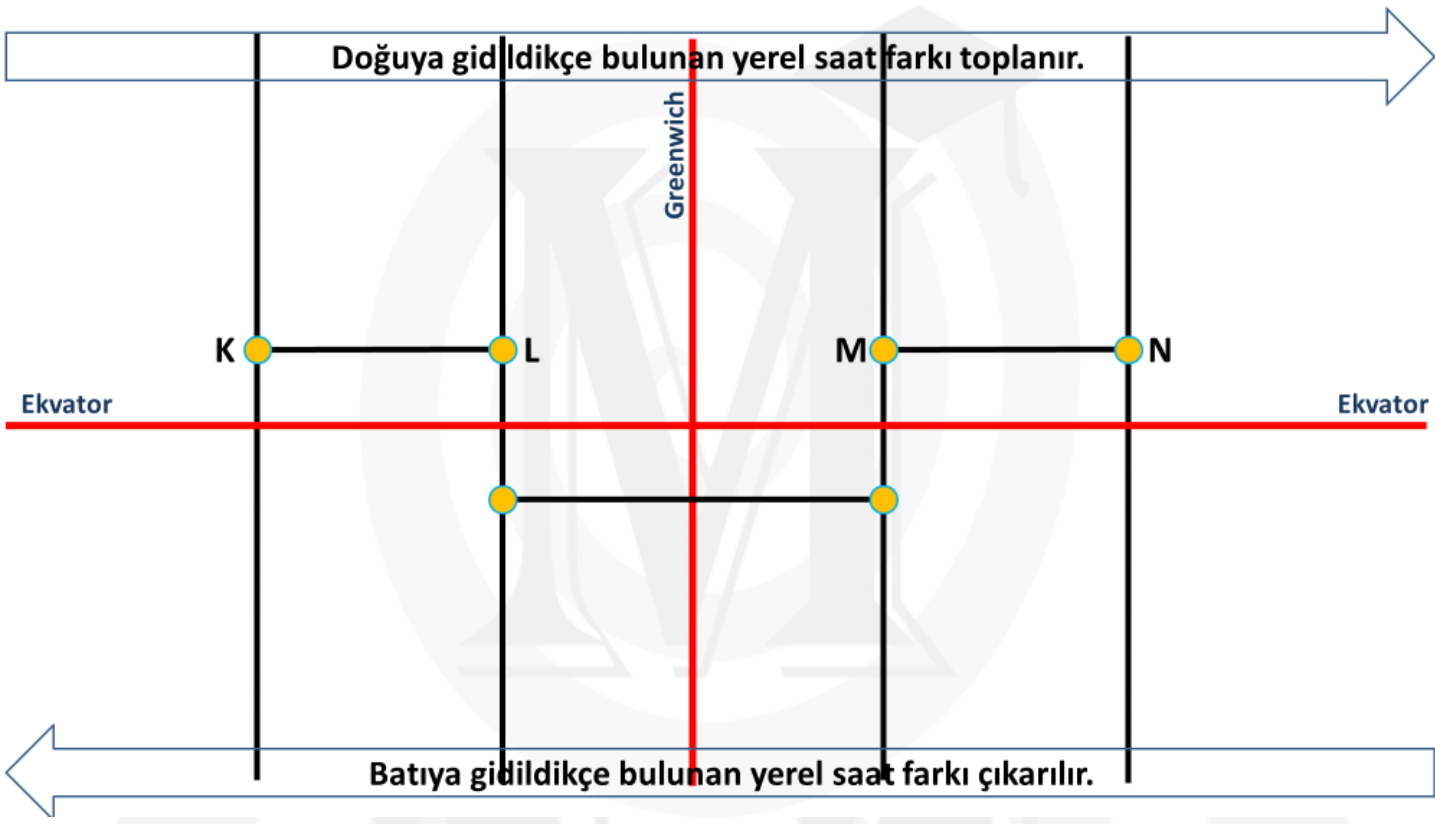 Doğuya gidildikçe bulunan yerel saat farkı toplanır.
Greenwich
K
L
M
N
Ekvator
Ekvator
Batıya gidildikçe bulunan yerel saat farkı çıkarılır.